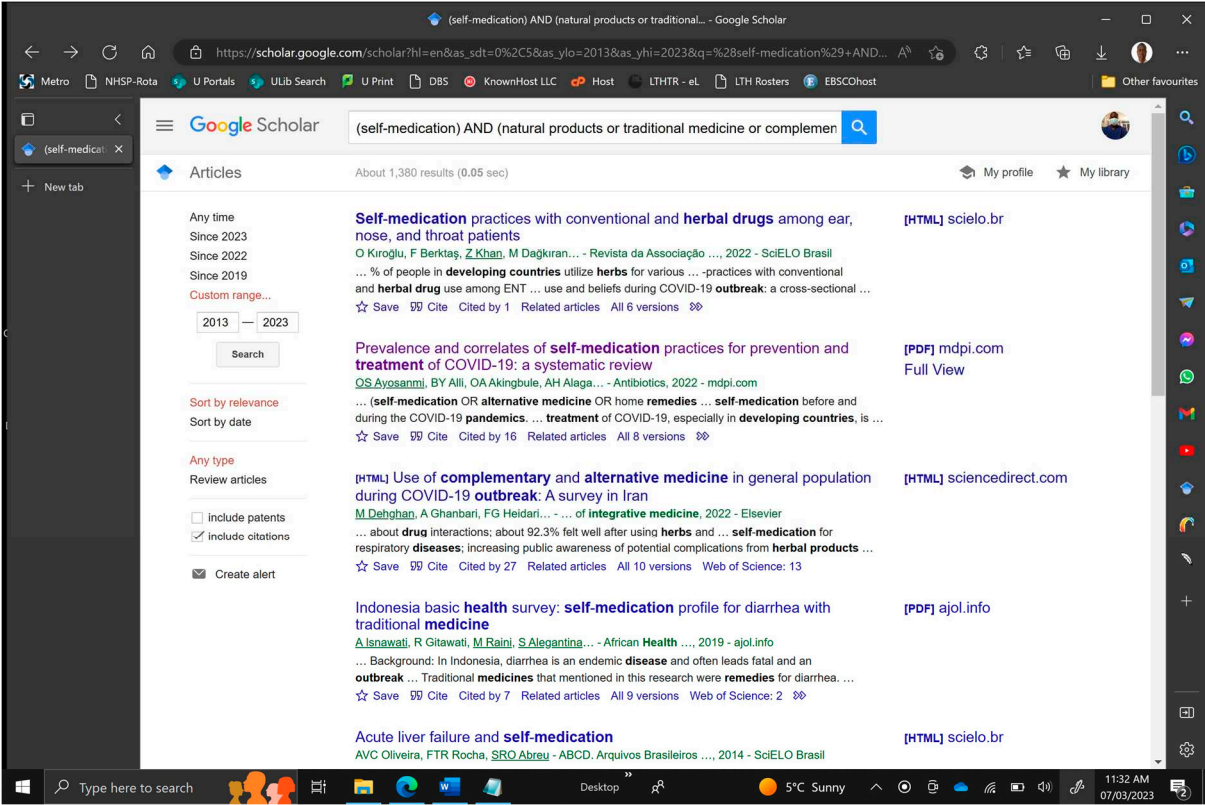 (self-medication) AND (natural products or traditional... - Google Scholar
https://scholar.google.com/scholar?hl=en&as_sdt=0%2C5&as_ylo=2013&as_yhi=2023&q=%28self-medication%29+AND...
Metro NHSP-Rota U Portals ULib Search U Print DBS KnownHost LLC Host LTHTR - eL LTH Rosters EBSCOhost Other favourites
(self-medicat
New tab
Google Scholar
(self-medication) AND (natural products or traditional medicine or complemen
Articles
About 1,380 results (0.05 sec)
My profile My library
Any time
Since 2023
Since 2022
Since 2019
Custom range...
2013 — 2023
Search
Sort by relevance
Sort by date
Any type
Review articles
include patents
include citations
Create alert
Self-medication practices with conventional and herbal drugs among ear,
nose, and throat patients
O Kıroğlu, F Berktaş, Z Khan, M Dağkıran... - Revista da Associação ..., 2022 - SciELO Brasil
... % of people in developing countries utilize herbs for various ... -practices with conventional
and herbal drug use among ENT ... use and beliefs during COVID-19 outbreak: a cross-sectional ...
Save Cite Cited by 1 Related articles All 6 versions
[HTML] scielo.br
Prevalence and correlates of self-medication practices for prevention and
treatment of COVID-19: a systematic review
OS Ayosanmi, BY Alli, OA Akingbule, AH Alaga... - Antibiotics, 2022 - mdpi.com
... (self-medication OR alternative medicine OR home remedies ... self-medication before and
during the COVID-19 pandemics. ... treatment of COVID-19, especially in developing countries, is ...
Save Cite Cited by 16 Related articles All 8 versions
[PDF] mdpi.com
Full View
[HTML] Use of complementary and alternative medicine in general population
during COVID-19 outbreak: A survey in Iran
M Dehghan, A Ghanbari, FG Heidari... - ... of integrative medicine, 2022 - Elsevier
... about drug interactions; about 92.3% felt well after using herbs and ... self-medication for
respiratory diseases; increasing public awareness of potential complications from herbal products ...
Save Cite Cited by 27 Related articles All 10 versions Web of Science: 13
[HTML] sciencedirect.com
Indonesia basic health survey: self-medication profile for diarrhea with
traditional medicine
A Isnawati, R Gitawati, M Raini, S Alegantina... - African Health ..., 2019 - ajol.info
... Background: In Indonesia, diarrhea is an endemic disease and often leads fatal and an
outbreak ... Traditional medicines that mentioned in this research were remedies for diarrhea. ...
Save Cite Cited by 7 Related articles All 9 versions Web of Science: 2
[PDF] ajol.info
Acute liver failure and self-medication
AVC Oliveira, FTR Rocha, SRO Abreu - ABCD. Arquivos Brasileiros ..., 2014 - SciELO Brasil
[HTML] scielo.br
Type here to search
Desktop
5°C Sunny
11:32 AM
07/03/2023
2